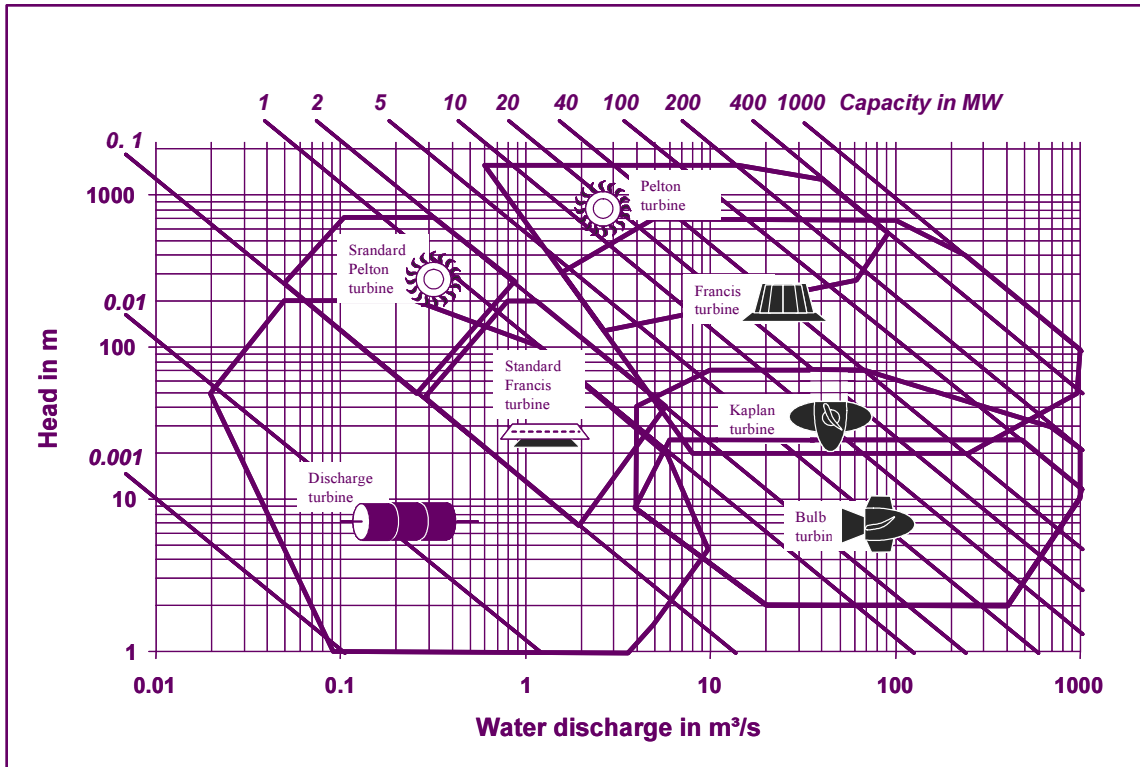 1 2 5 10 20 40 100 200 400 1000 Capacity in MW
0. 1
1000
Pelton
turbine
Srandard
Pelton
turbine
0.01
Francis
turbine
0.01
100
Standard
Francis
turbine
Kaplan
turbine
Head in m
0.001
Discharge
turbine
10
Bulb
turbin
1
0.01 0.1 1 10 100 1000
Water discharge in m³/s